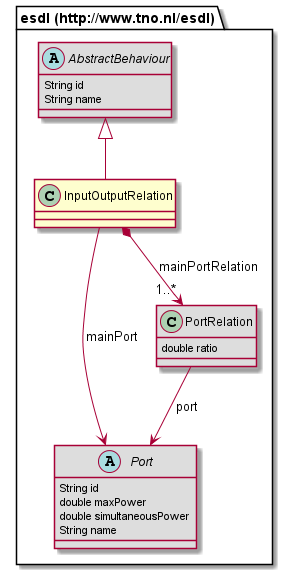 esdl (http://www.tno.nl/esdl)
A AbstractBehaviour
String id
String name
C InputOutputRelation
mainPortRelation
1..*
C PortRelation
double ratio
mainPort
port
A Port
String id
double maxPower
double simultaneousPower
String name